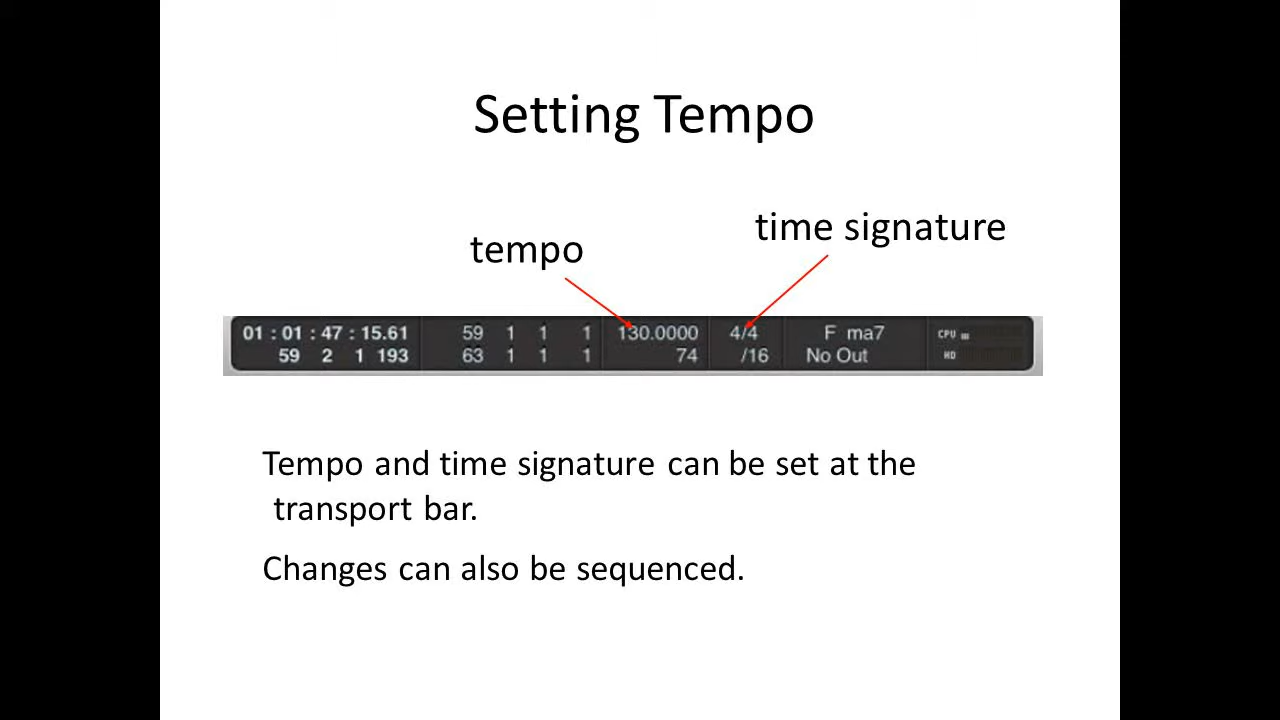 Setting Tempo
time signature
tempo
01 : 01 : 47 : 15.61 59 1 1 1 130.0000 4/4 F ma7 CPU
59 2 1 193 63 1 1 1 74 /16 No Out HD
Tempo and time signature can be set at the
transport bar.
Changes can also be sequenced.